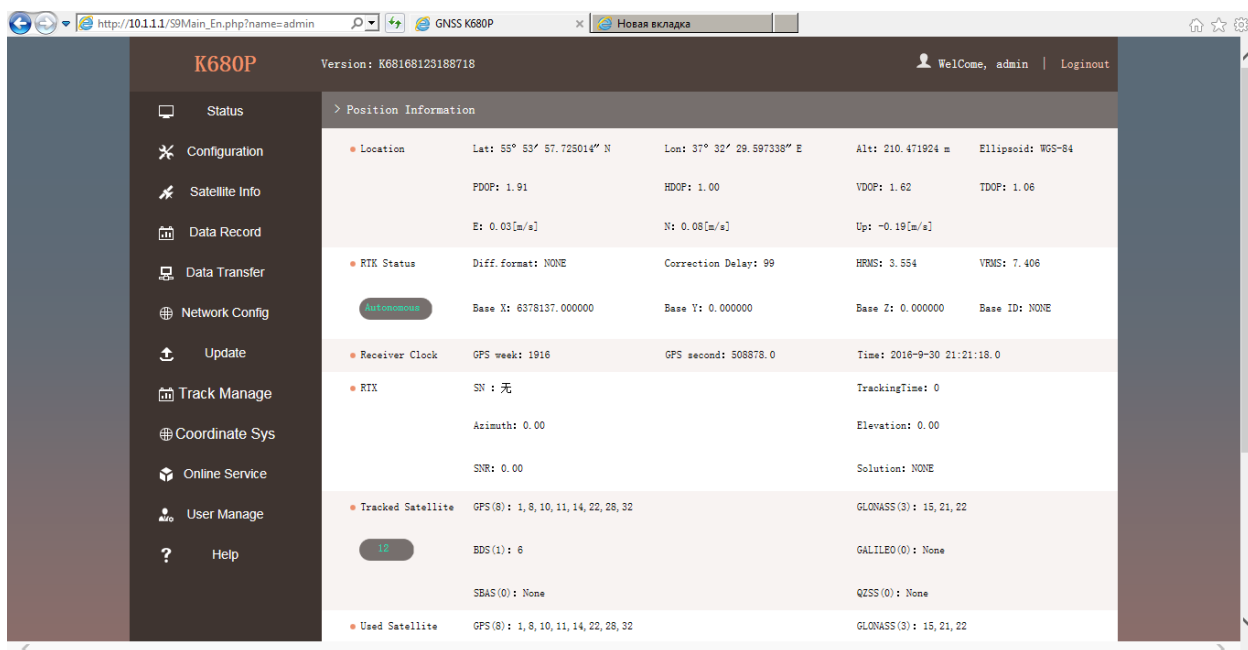 http://10.1.1.1/S9Main_En.php?name=admin GNSS K680P Новая вкладка
K680P Version: K68168123188718 WelCome, admin | Loginout
Status
Configuration
Satellite Info
Data Record
Data Transfer
Network Config
Update
Track Manage
Coordinate Sys
Online Service
User Manage
Help
> Position Information
Location Lat: 55° 53′ 57.725014″ N Lon: 37° 32′ 29.597338″ E Alt: 210.471924 m Ellipsoid: WGS-84
PDOP: 1.91 HDOP: 1.00 VDOP: 1.62 TDOP: 1.06
E: 0.03[m/s] N: 0.08[m/s] Up: -0.19[m/s]
RTK Status Diff.format: NONE Correction Delay: 99 HRMS: 3.554 VRMS: 7.406
Autonomous Base X: 6378137.000000 Base Y: 0.000000 Base Z: 0.000000 Base ID: NONE
Receiver Clock GPS week: 1916 GPS second: 508878.0 Time: 2016-9-30 21:21:18.0
RTX SN : 无 TrackingTime: 0
Azimuth: 0.00 Elevation: 0.00
SNR: 0.00 Solution: NONE
Tracked Satellite GPS(8): 1,8,10,11,14,22,28,32 GLONASS(3): 15,21,22
12 BDS(1): 6 GALILEO(0): None
SBAS(0): None QZSS(0): None
Used Satellite GPS(8): 1,8,10,11,14,22,28,32 GLONASS(3): 15,21,22